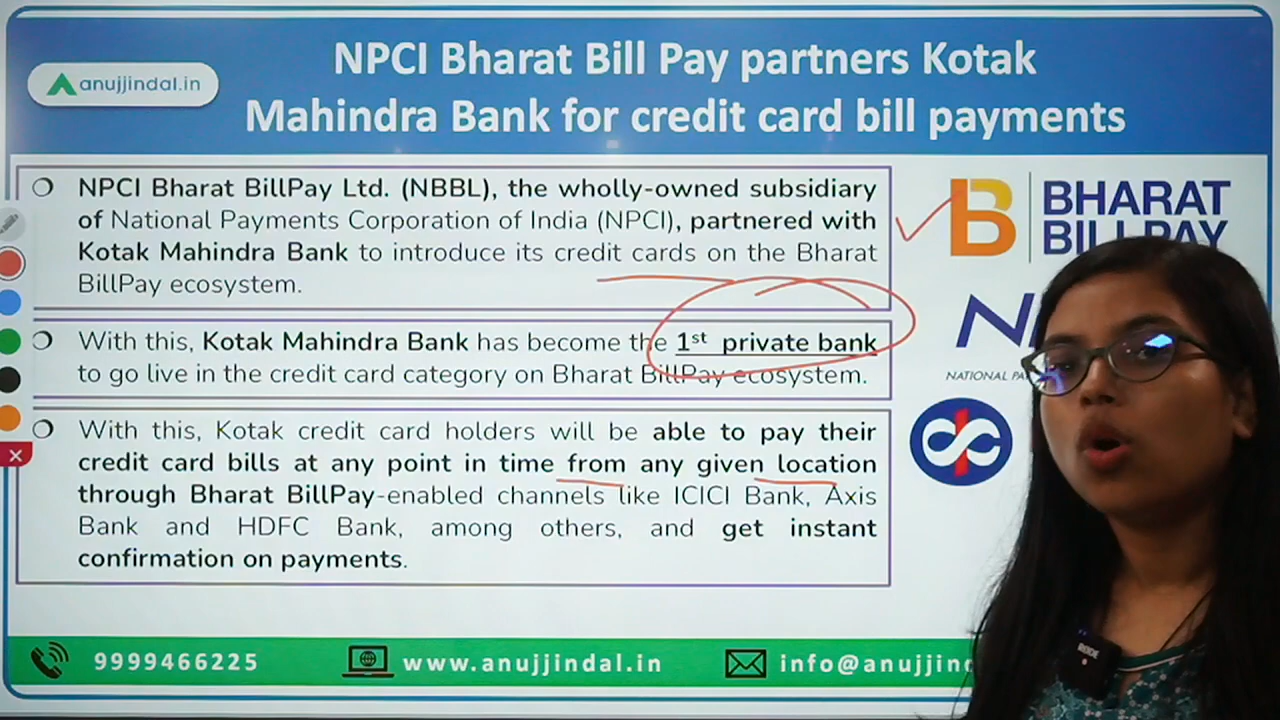 NPCI Bharat Bill Pay partners Kotak
Mahindra Bank for credit card bill payments
anujjindal.in
NPCI Bharat BillPay Ltd. (NBBL), the wholly-owned subsidiary
of National Payments Corporation of India (NPCI), partnered with
Kotak Mahindra Bank to introduce its credit cards on the Bharat
BillPay ecosystem.
With this, Kotak Mahindra Bank has become the 1st private bank
to go live in the credit card category on Bharat BillPay ecosystem.
With this, Kotak credit card holders will be able to pay their
credit card bills at any point in time from any given location
through Bharat BillPay-enabled channels like ICICI Bank, Axis
Bank and HDFC Bank, among others, and get instant
confirmation on payments.
BHARAT
BILLPAY
NATIONAL
9999466225
www.anujjindal.in
info@anujjin